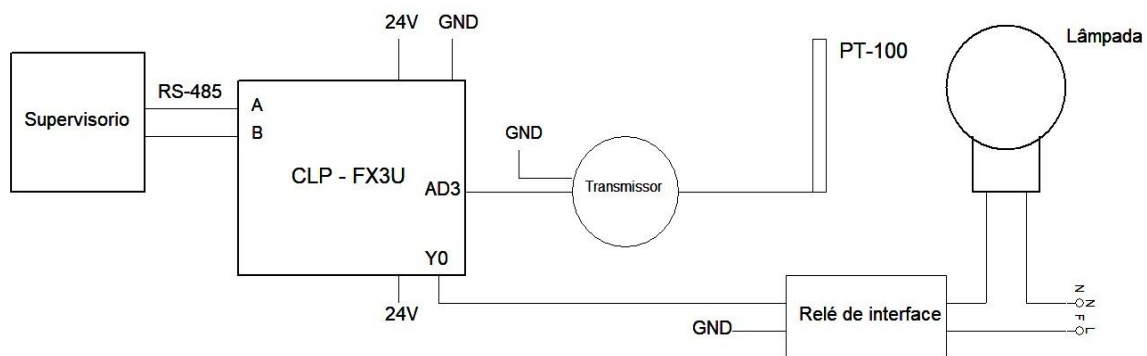 24V
GND
Lâmpada
PT-100
RS-485
A
Supervisorio
B
GND
CLP - FX3U
AD3
Transmissor
Y0
24V
GND
Relé de interface
N
N
F
L